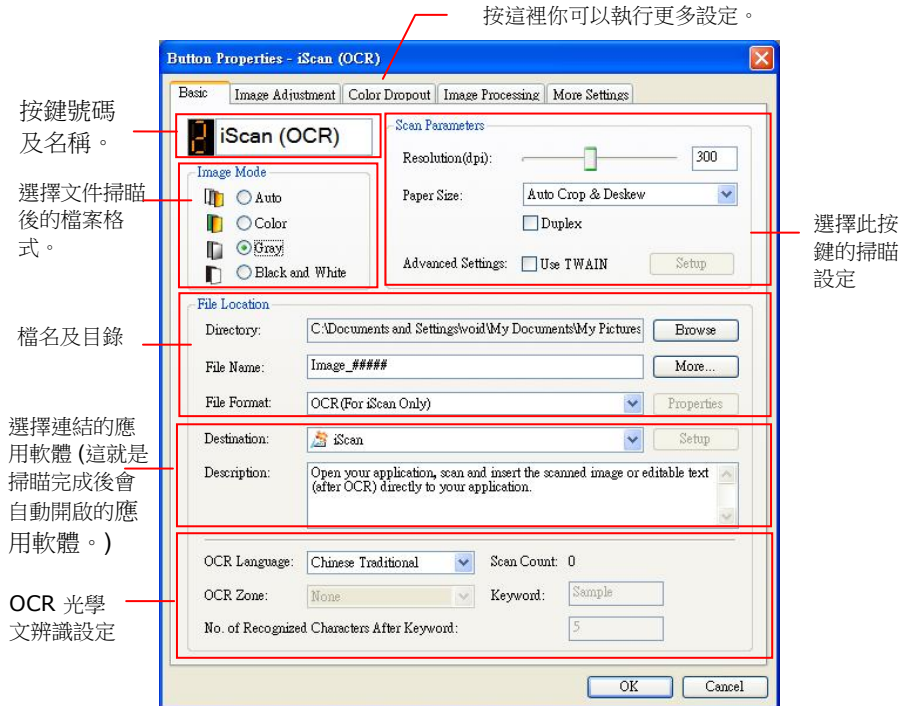 按這裡你可以執行更多設定。
Button Properties - iScan (OCR)
Basic
Image Adjustment
Color Dropout
Image Processing
More Settings
按鍵號碼
及名稱。
2
iScan (OCR)
Scan Parameters
Resolution(dpi):
300
Paper Size:
Auto Crop & Deskew
Duplex
Advanced Settings:
Use TWAIN
Setup
選擇此按
鍵的掃瞄
設定
選擇文件掃瞄
後的檔案格
式。
Image Mode
Auto
Color
Gray
Black and White
檔名及目錄
File Location
Directory:
C:\Documents and Settings\void\My Documents\My Pictures
Browse
File Name:
Image_#####
More...
File Format:
OCR(For iScan Only)
Properties
選擇連結的應
用軟體 (這就是
掃瞄完成後會
自動開啟的應
用軟體。)
Destination:
iScan
Setup
Description:
Open your application, scan and insert the scanned image or editable text
(after OCR) directly to your application.
OCR 光學
文辨識設定
OCR Language:
Chinese Traditional
Scan Count: 0
OCR Zone:
None
Keyword:
Sample
No. of Recognized Characters After Keyword:
5
OK
Cancel